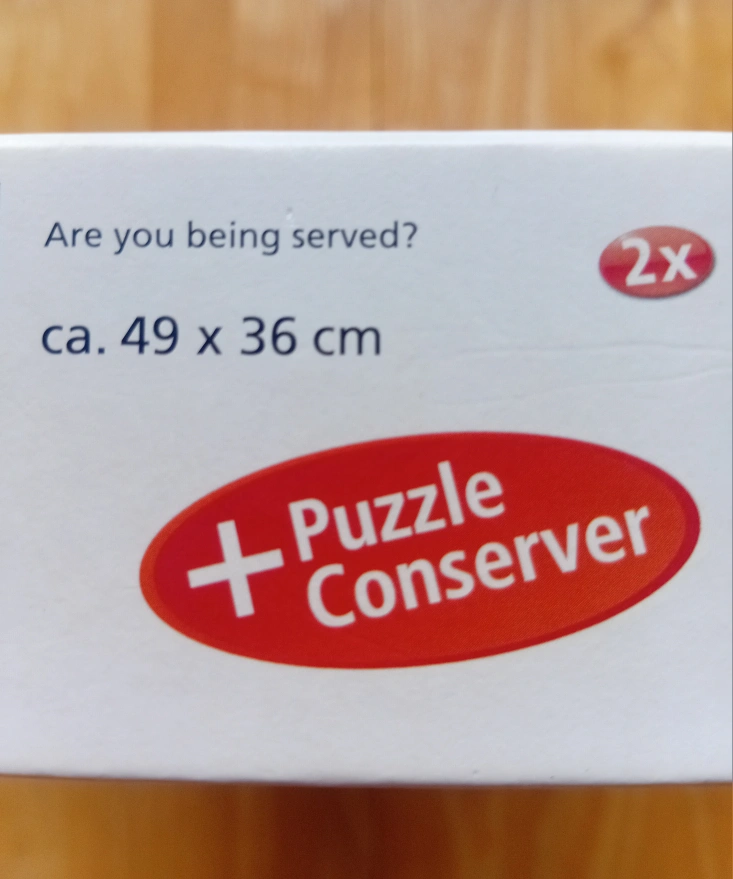 Are you being served?
2x
ca. 49 x 36 cm
+ Puzzle
Conserver